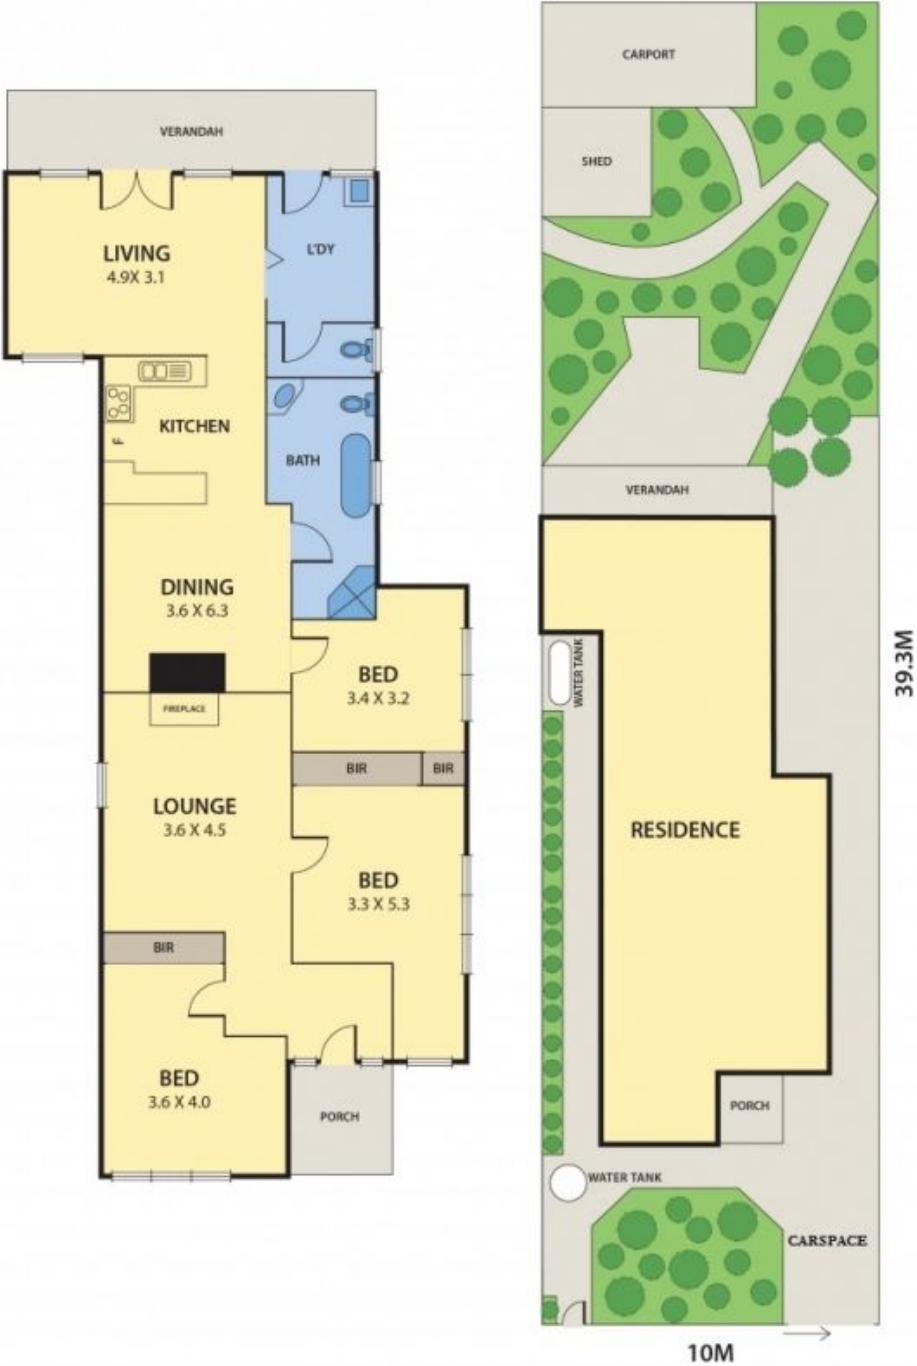 VERANDAH
LIVING
4.9X 3.1
L'DY
KITCHEN
F
BATH
DINING
3.6 X 6.3
BED
3.4 X 3.2
FIREPLACE
BIR
BIR
LOUNGE
3.6 X 4.5
BED
3.3 X 5.3
BIR
BED
3.6 X 4.0
PORCH
CARPORT
SHED
VERANDAH
WATER TANK
39.3M
RESIDENCE
PORCH
WATER TANK
CARSPACE
10M